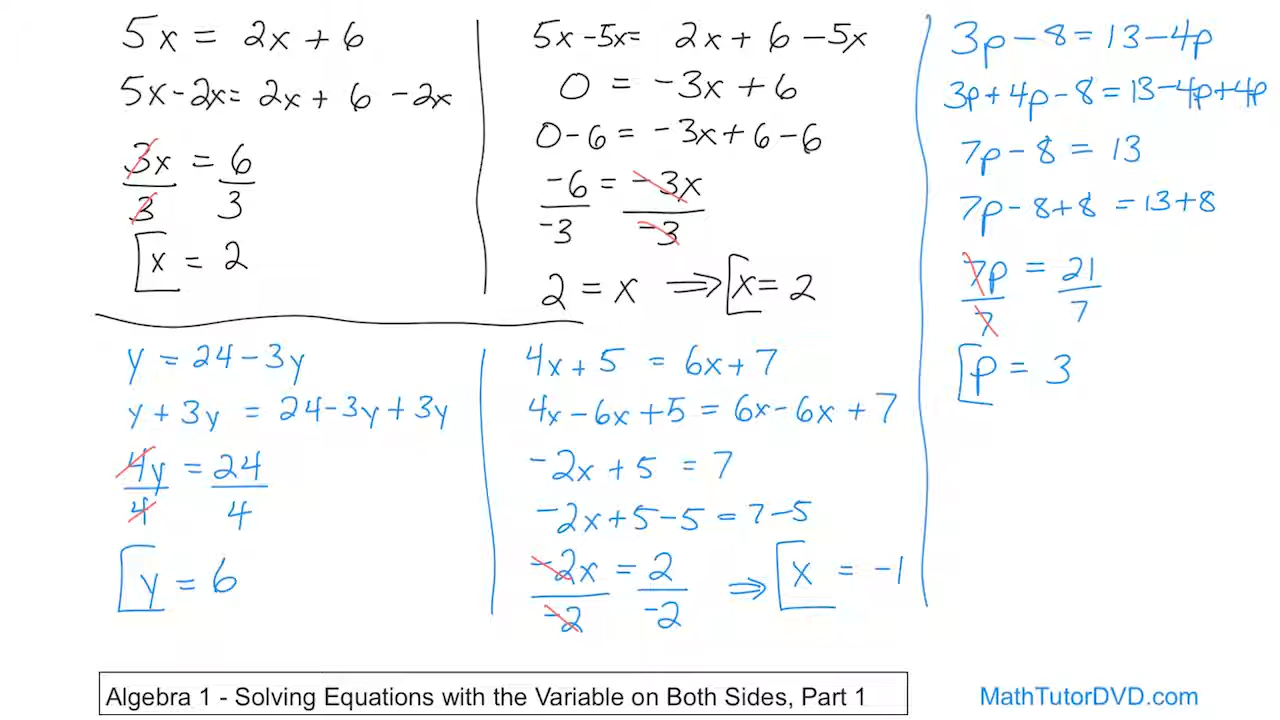 5x = 2x + 6
5x - 2x = 2x + 6 - 2x
3x = 6
3 3
x = 2
5x - 5x = 2x + 6 - 5x
0 = -3x + 6
0 - 6 = -3x + 6 - 6
-6 = -3x
-3 -3
2 = x ⟹ x = 2
3p - 8 = 13 - 4p
3p + 4p - 8 = 13 - 4p + 4p
7p - 8 = 13
7p - 8 + 8 = 13 + 8
7p = 21
7 7
p = 3
y = 24 - 3y
y + 3y = 24 - 3y + 3y
4y = 24
4 4
y = 6
4x + 5 = 6x + 7
4x - 6x + 5 = 6x - 6x + 7
-2x + 5 = 7
-2x + 5 - 5 = 7 - 5
-2x = 2 ⟹ x = -1
-2 -2
Algebra 1 - Solving Equations with the Variable on Both Sides, Part 1
MathTutorDVD.com